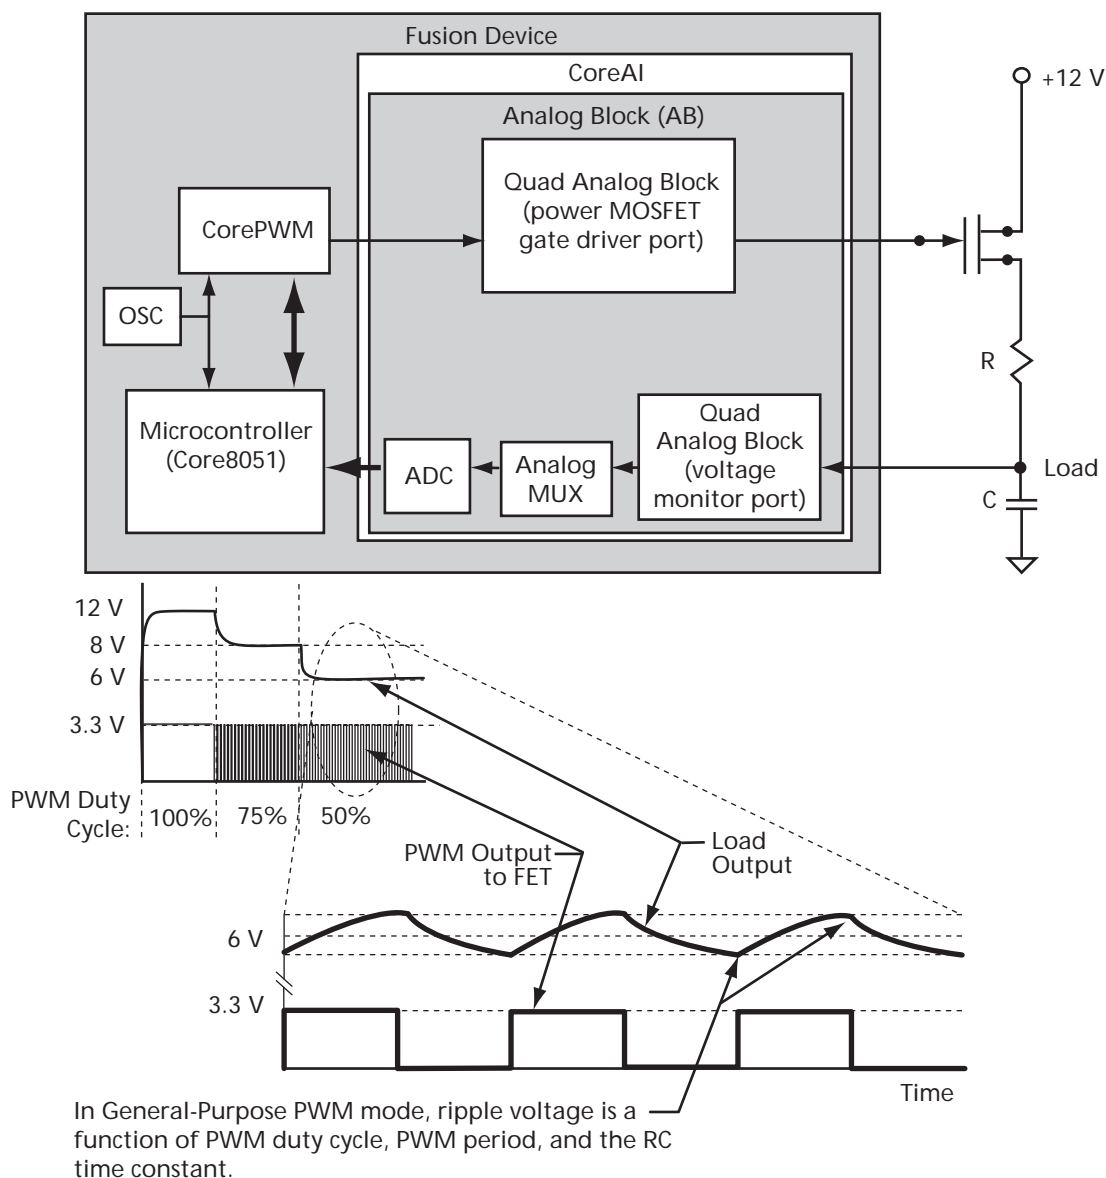 Fusion Device
CoreAI
Analog Block (AB)
+12 V
Quad Analog Block
(power MOSFET
gate driver port)
CorePWM
OSC
R
Microcontroller
(Core8051)
ADC
Analog
MUX
Quad
Analog Block
(voltage
monitor port)
Load
C
12 V
8 V
6 V
3.3 V
PWM Duty
Cycle:
100%
75%
50%
PWM Output
to FET
Load
Output
6 V
3.3 V
Time
In General-Purpose PWM mode, ripple voltage is a
function of PWM duty cycle, PWM period, and the RC
time constant.